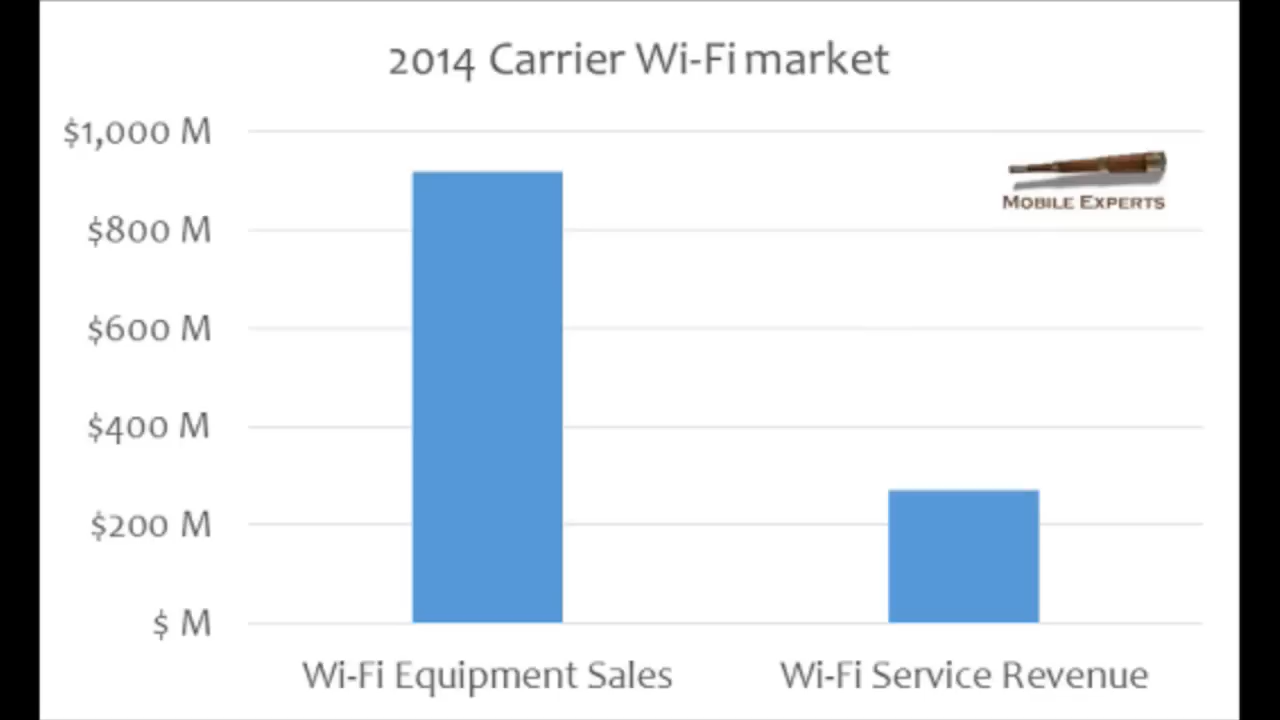 2014 Carrier Wi-Fi market
$1,000 M
MOBILE EXPERTS
$800 M
$600 M
$400 M
$200 M
$ M
Wi-Fi Equipment Sales
Wi-Fi Service Revenue